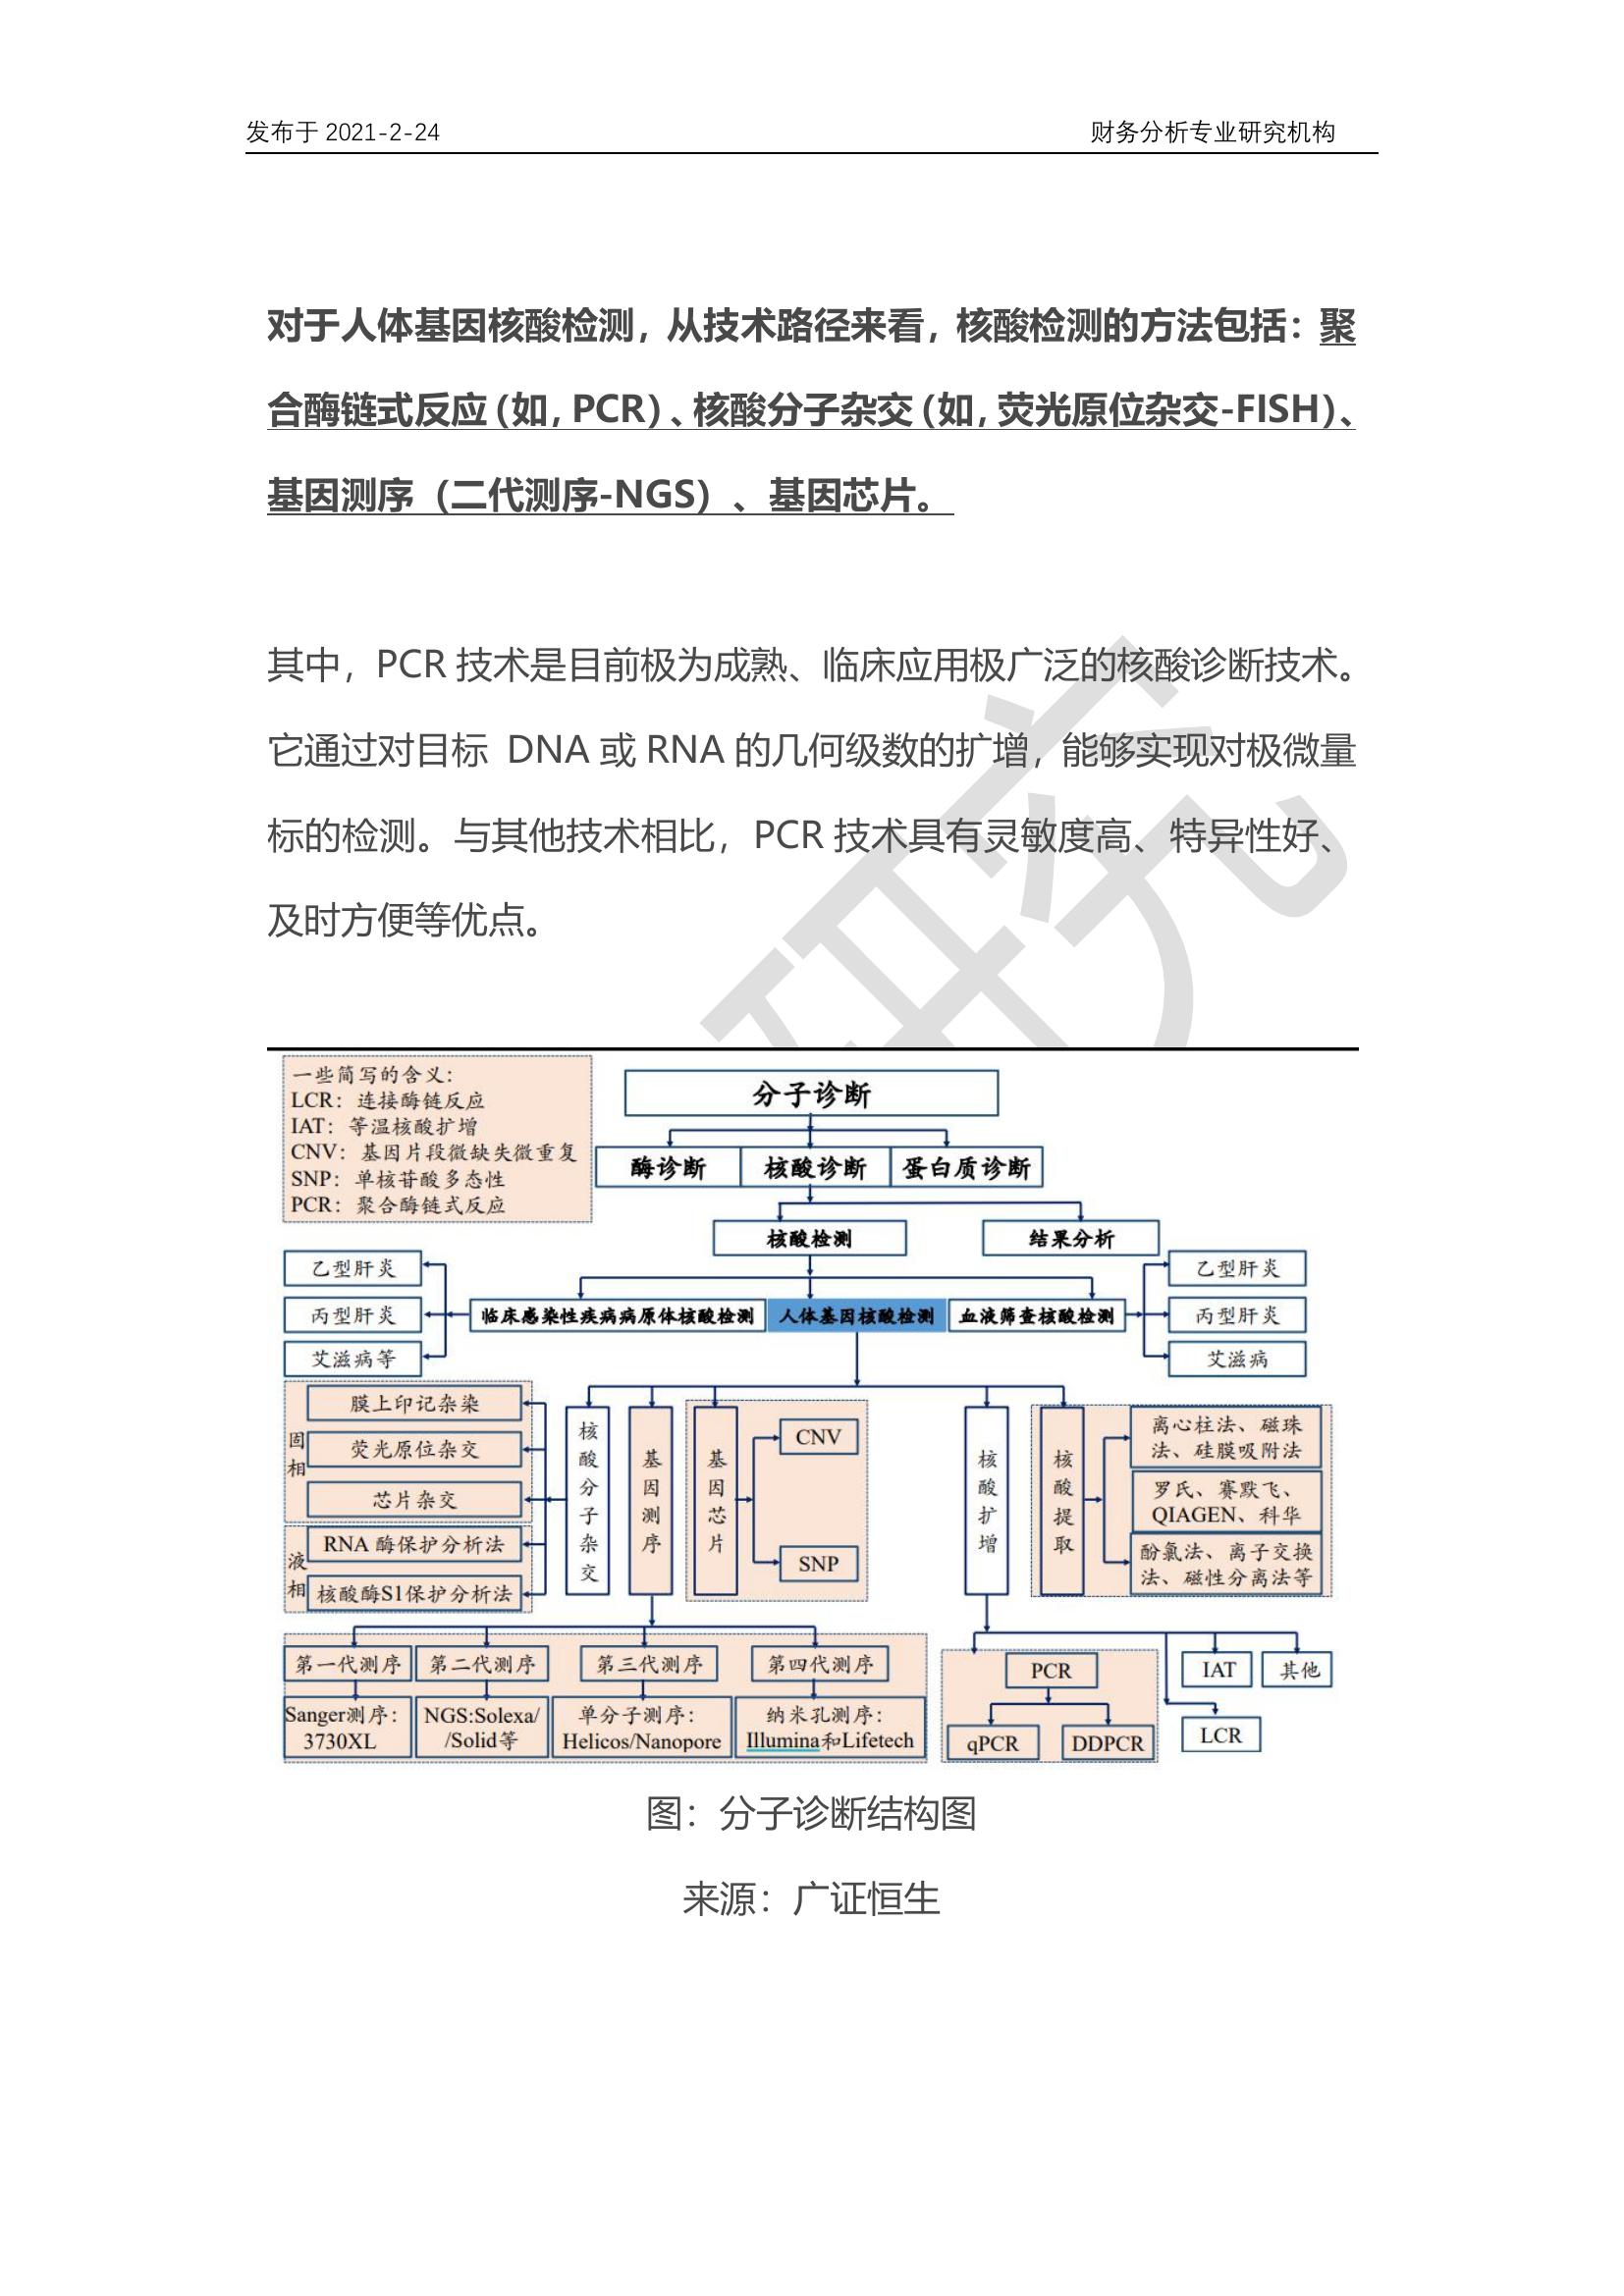 发布于 2021-2-24
财务分析专业研究机构
对于人体基因核酸检测，从技术路径来看，核酸检测的方法包括：聚
合酶链式反应（如，PCR）、核酸分子杂交（如，荧光原位杂交-FISH）、
基因测序（二代测序-NGS）、基因芯片。
其中，PCR 技术是目前极为成熟、临床应用极广泛的核酸诊断技术。
它通过对目标 DNA 或 RNA 的几何级数的扩增，能够实现对极微量
标的检测。与其他技术相比，PCR 技术具有灵敏度高、特异性好、
及时方便等优点。
研究
一些简写的含义：
LCR：连接酶链反应
IAT：等温核酸扩增
CNV：基因片段微缺失微重复
SNP：单核苷酸多态性
PCR：聚合酶链式反应
分子诊断
酶诊断
核酸诊断
蛋白质诊断
核酸检测
结果分析
乙型肝炎
丙型肝炎
艾滋病等
临床感染性疾病病原体核酸检测
人体基因核酸检测
血液筛查核酸检测
乙型肝炎
丙型肝炎
艾滋病
固相
膜上印记杂染
荧光原位杂交
芯片杂交
液相
RNA 酶保护分析法
核酸酶S1保护分析法
核酸分子杂交
基因测序
基因芯片
CNV
SNP
核酸扩增
核酸提取
离心柱法、磁珠
法、硅膜吸附法
罗氏、赛默飞、
QIAGEN、科华
酚氯法、离子交换
法、磁性分离法等
第一代测序
第二代测序
第三代测序
第四代测序
Sanger测序：
3730XL
NGS:Solexa/
/Solid等
单分子测序：
Helicos/Nanopore
纳米孔测序：
Illumina和Lifetech
PCR
qPCR
DDPCR
IAT
其他
LCR
图：分子诊断结构图
来源：广证恒生